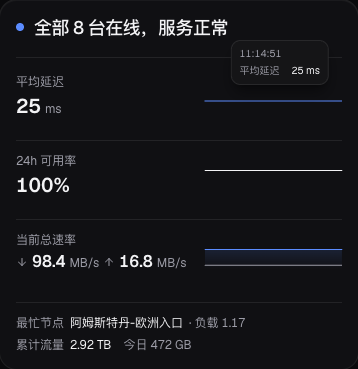 全部 8 台在线，服务正常
11:14:51
平均延迟 25 ms
平均延迟
25 ms
24h 可用率
100%
当前总速率
↓ 98.4 MB/s ↑ 16.8 MB/s
最忙节点 阿姆斯特丹-欧洲入口 · 负载 1.17
累计流量 2.92 TB 今日 472 GB